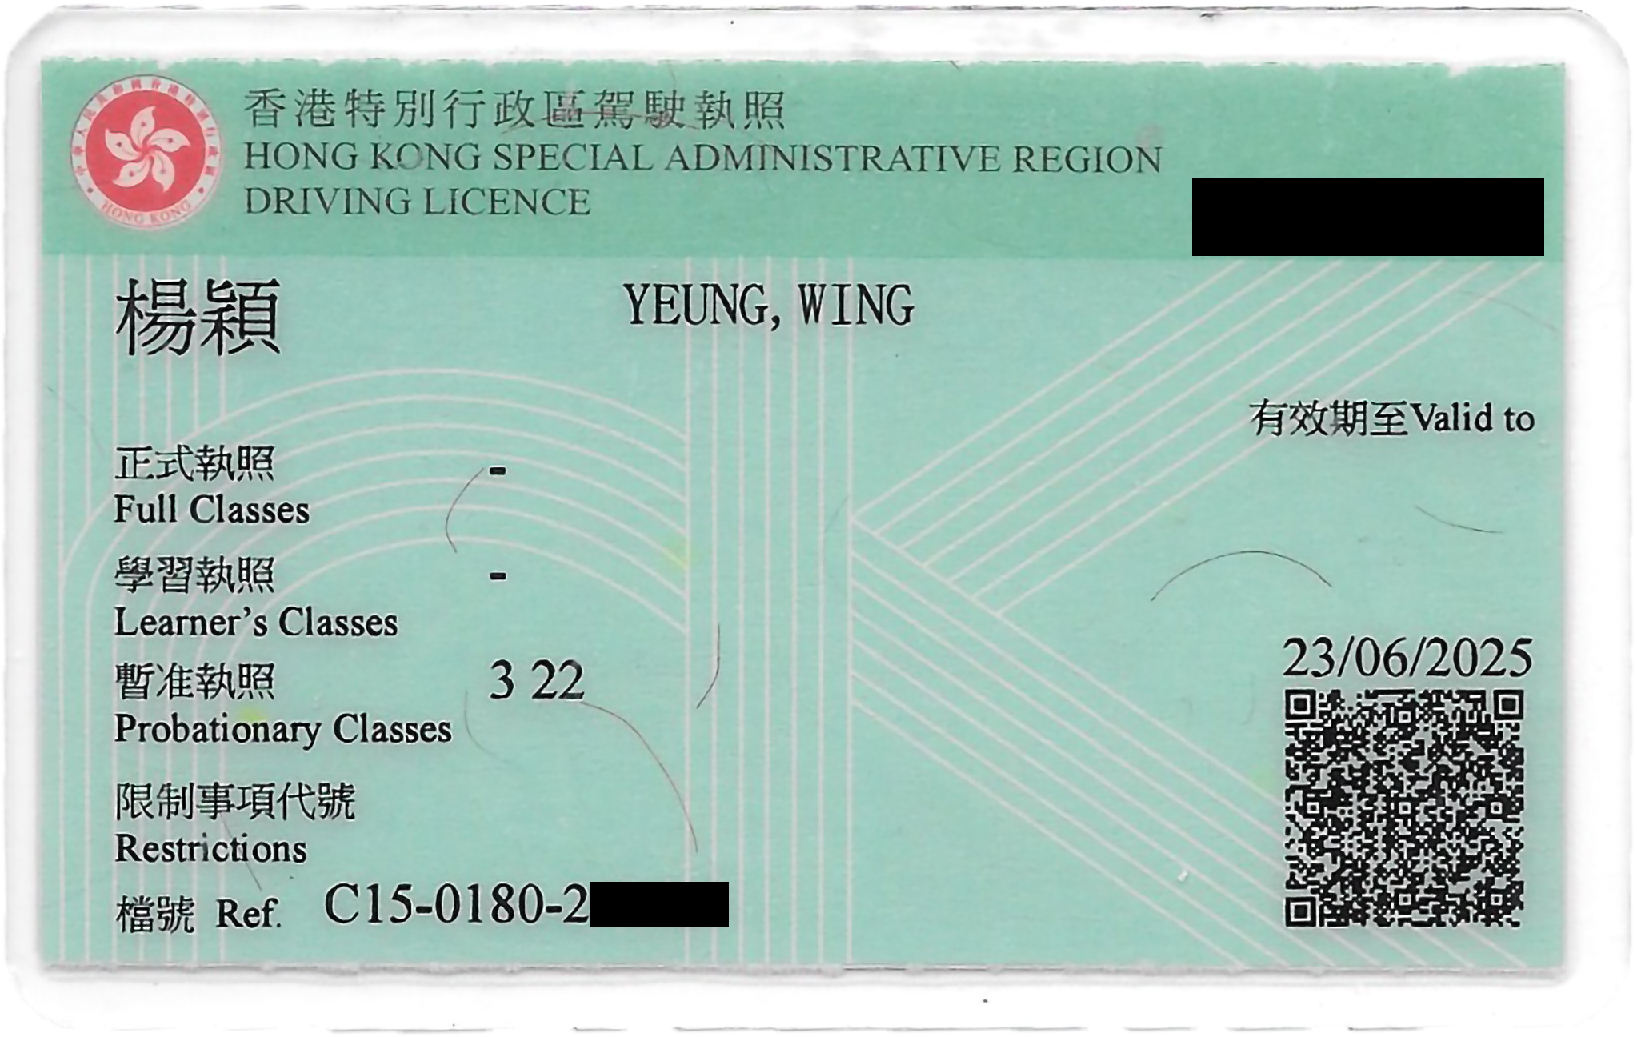 香港特別行政區駕駛執照
HONG KONG SPECIAL ADMINISTRATIVE REGION
DRIVING LICENCE
楊穎 YEUNG, WING
有效期至Valid to
正式執照 -
Full Classes
學習執照 -
Learner's Classes
23/06/2025
暫准執照 3 22
Probationary Classes
限制事項代號
Restrictions
檔號 Ref. C15-0180-2
HONG KONG